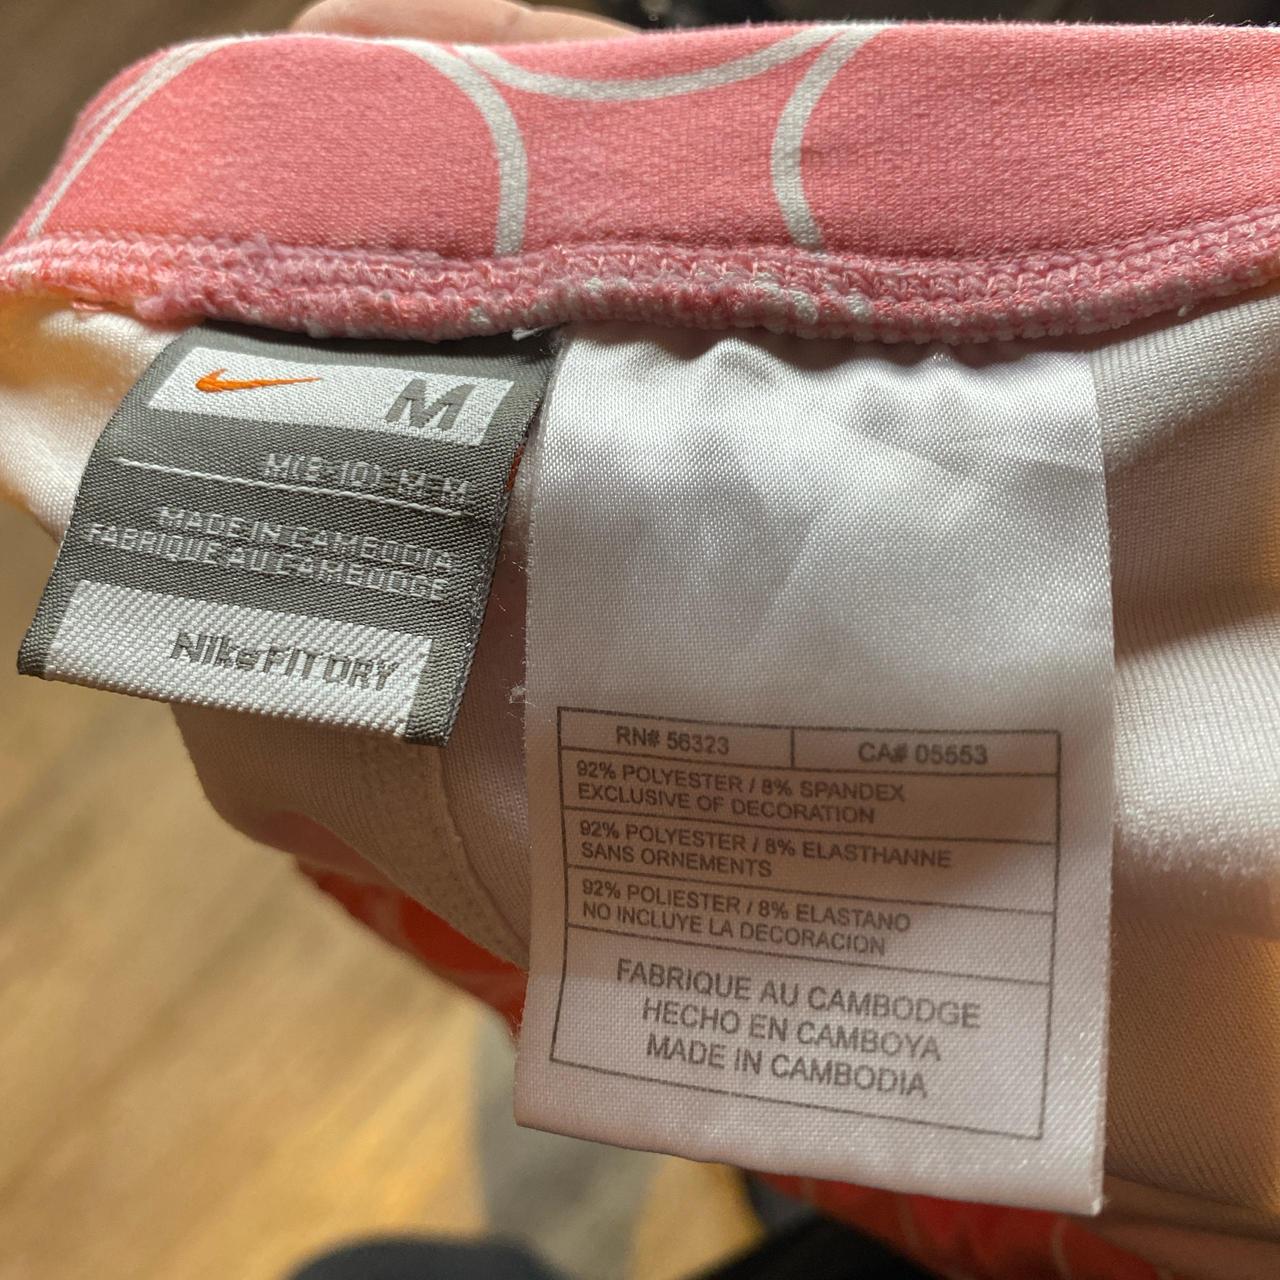 M
M(8-10) M M
MADE IN CAMBODIA
FABRIQUE AU CAMBODGE
Nike FIT DRY
RN# 56323
CA# 05553
92% POLYESTER / 8% SPANDEX
EXCLUSIVE OF DECORATION
92% POLYESTER / 8% ELASTHANNE
SANS ORNEMENTS
92% POLIESTER / 8% ELASTANO
NO INCLUYE LA DECORACION
FABRIQUE AU CAMBODGE
HECHO EN CAMBOYA
MADE IN CAMBODIA